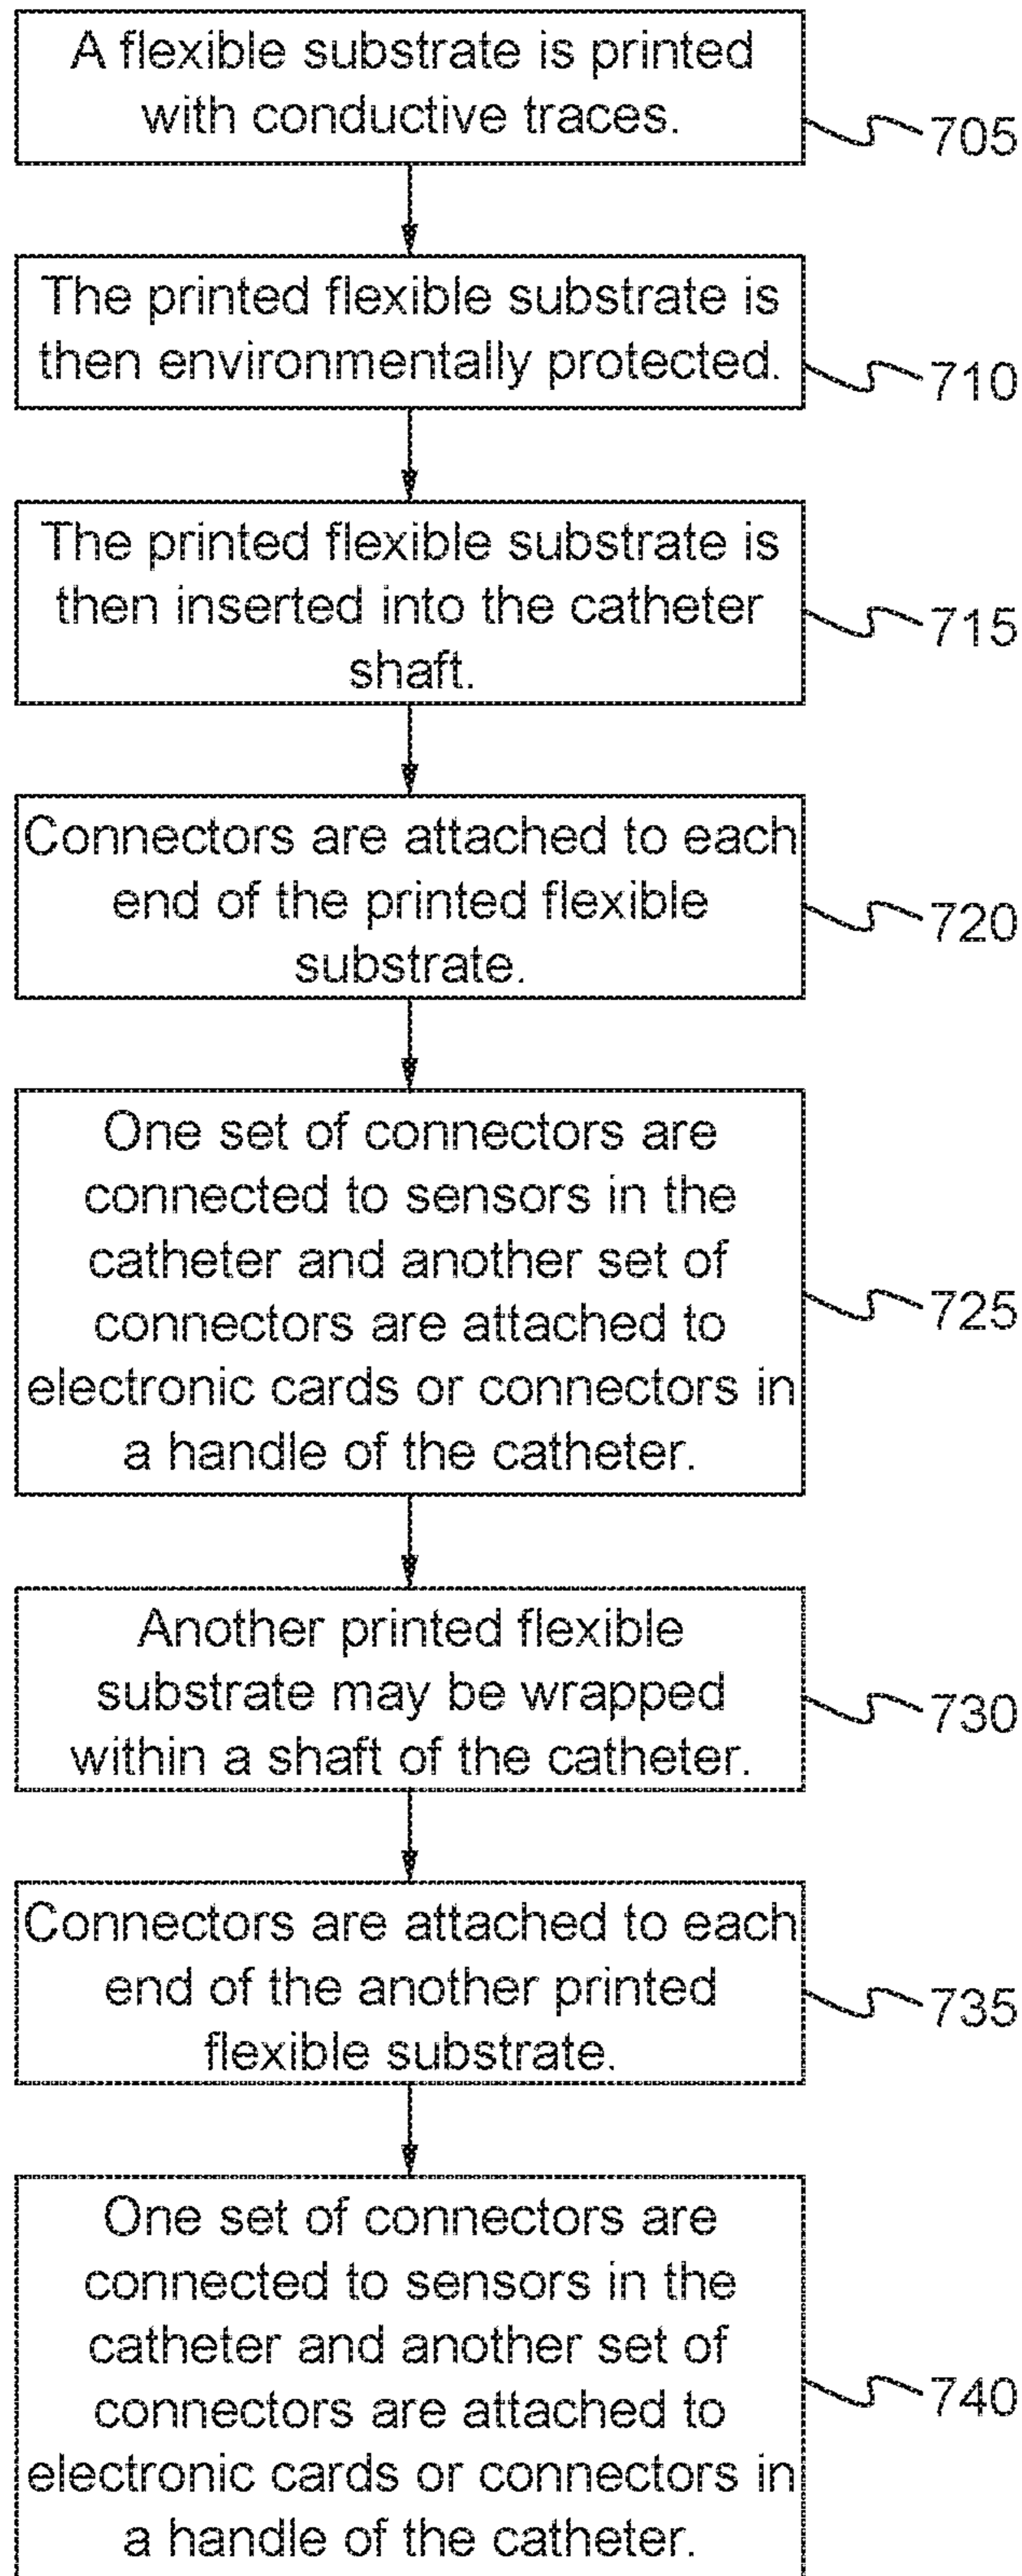 A flexible substrate is printed
with conductive traces.
705
The printed flexible substrate is
then environmentally protected.
710
The printed flexible substrate is
then inserted into the catheter
shaft.
715
Connectors are attached to each
end of the printed flexible
substrate.
720
One set of connectors are
connected to sensors in the
catheter and another set of
connectors are attached to
electronic cards or connectors in
a handle of the catheter.
725
Another printed flexible
substrate may be wrapped
within a shaft of the catheter.
730
Connectors are attached to each
end of the another printed
flexible substrate.
735
One set of connectors are
connected to sensors in the
catheter and another set of
connectors are attached to
electronic cards or connectors in
a handle of the catheter.
740